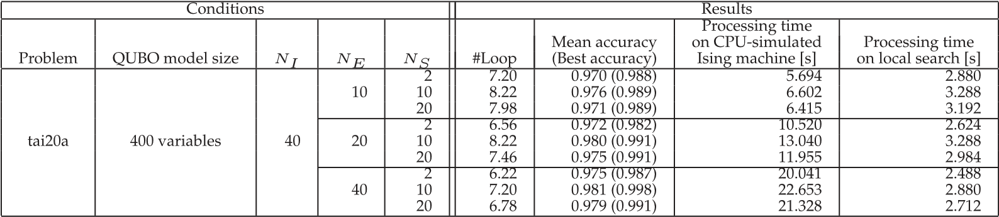 Conditions Results
Problem QUBO model size N_I N_E N_S #Loop Mean accuracy (Best accuracy) Processing time on CPU-simulated Ising machine [s] Processing time on local search [s]
2 7.20 0.970 (0.988) 5.694 2.880
10 10 8.22 0.976 (0.989) 6.602 3.288
20 7.98 0.971 (0.989) 6.415 3.192
2 6.56 0.972 (0.982) 10.520 2.624
tai20a 400 variables 40 20 10 8.22 0.980 (0.991) 13.040 3.288
20 7.46 0.975 (0.991) 11.955 2.984
2 6.22 0.975 (0.987) 20.041 2.488
40 10 7.20 0.981 (0.998) 22.653 2.880
20 6.78 0.979 (0.991) 21.328 2.712